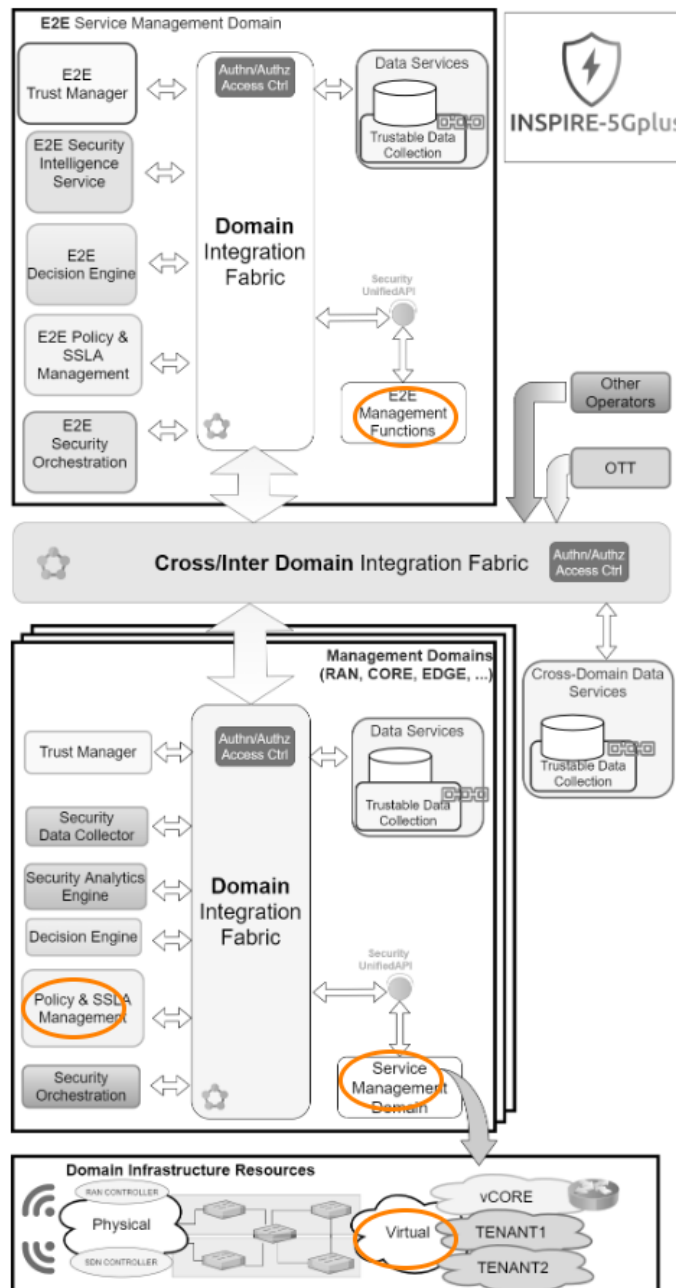 E2E Service Management Domain
E2E
Trust Manager
Authn/Authz
Access Ctrl
Data Services
Trustable Data
Collection
INSPIRE-5Gplus
E2E Security
Intelligence
Service
Domain
Integration
Fabric
E2E
Decision Engine
Security
UnifiedAPI
E2E Policy &
SSLA
Management
E2E
Management
Functions
E2E
Security
Orchestration
Other
Operators
OTT
Cross/Inter Domain Integration Fabric
Authn/Authz
Access Ctrl
Management Domains
(RAN, CORE, EDGE, ...)
Cross-Domain Data
Services
Trustable Data
Collection
Trust Manager
Authn/Authz
Access Ctrl
Data Services
Trustable Data
Collection
Security
Data Collector
Security Analytics
Engine
Domain
Integration
Fabric
Decision Engine
Security
UnifiedAPI
Policy & SSLA
Management
Service
Management
Domain
Security
Orchestration
Domain Infrastructure Resources
RAN CONTROLLER
Physical
SDN CONTROLLER
Virtual
vCORE
TENANT1
TENANT2